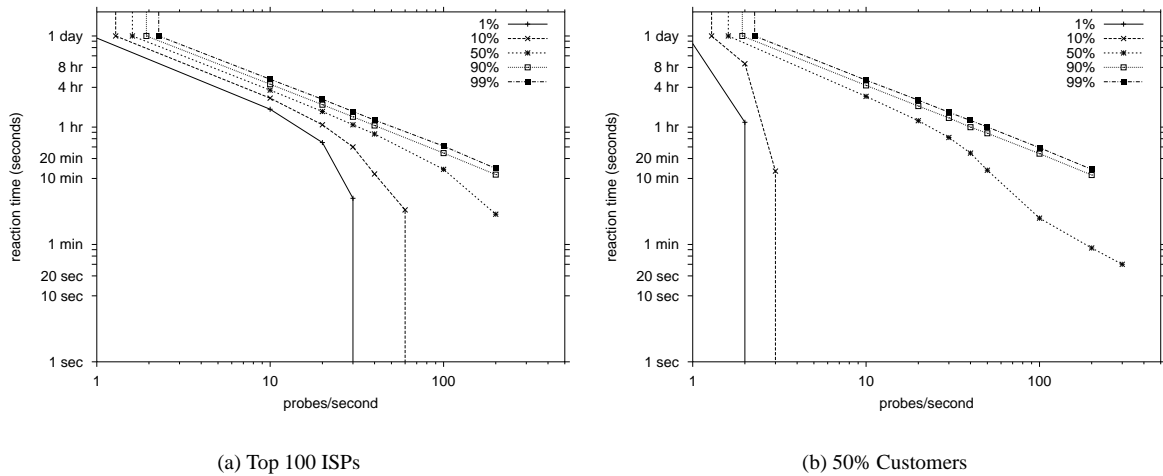 1 day
8 hr
4 hr
1 hr
20 min
10 min
1 min
20 sec
10 sec
1 sec
reaction time (seconds)
1%
10%
50%
90%
99%
1
10
100
probes/second
(a) Top 100 ISPs
1 day
8 hr
4 hr
1 hr
20 min
10 min
1 min
20 sec
10 sec
1 sec
reaction time (seconds)
1%
10%
50%
90%
99%
1
10
100
probes/second
(b) 50% Customers